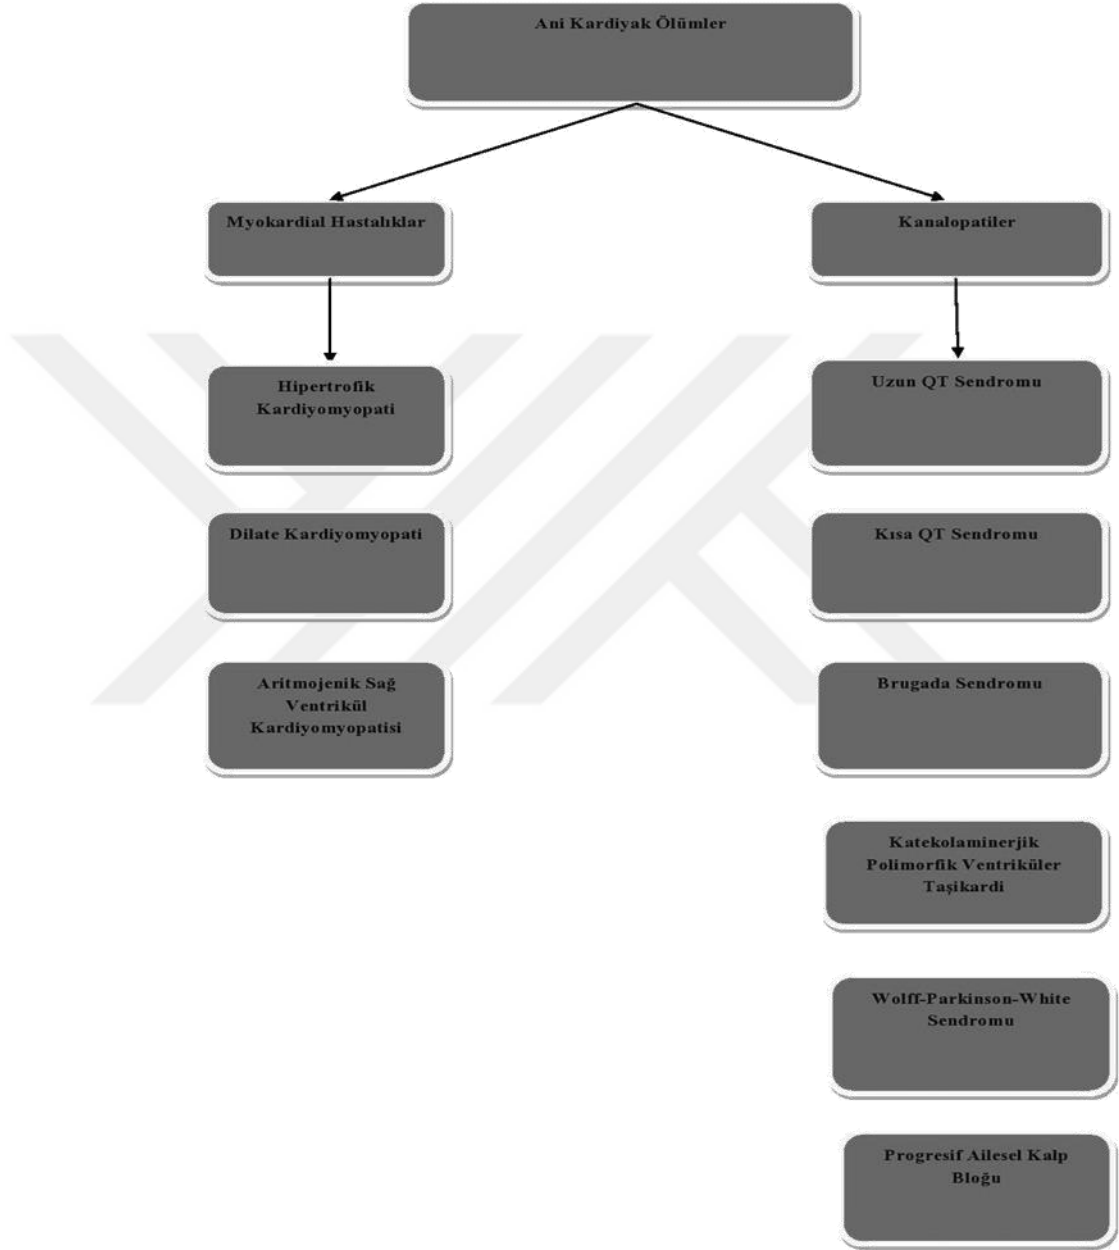 Ani Kardiyak Ölümler
Myokardial Hastalıklar
Hipertrofik
Kardiyomyopati
Dilate Kardiyomyopati
Aritmojenik Sağ
Ventrikül
Kardiyomyopatisi
Kanalopatiler
Uzun QT Sendromu
Kısa QT Sendromu
Brugada Sendromu
Katekolaminerjik
Polimorfik Ventriküler
Taşikardi
Wolff-Parkinson-White
Sendromu
Progresif Ailesel Kalp
Bloğu